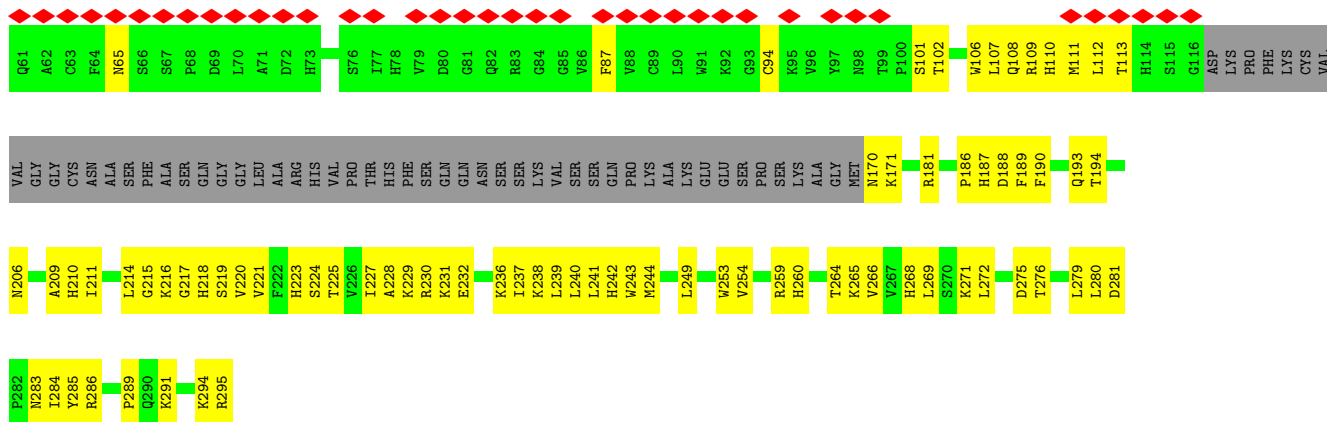 Q61 A62 C63 F64 N65 S66 S67 P68 D69 L70 A71 D72 H73 S76 I77 H78 V79 D80 G81 Q82 R83 G84 G85 V86 F87 V88 C89 L90 W91 K92 G93 C94 K95 V96 Y97 N98 T99 P100 S101 T102 W106 L107 Q108 R109 H110 M111 L112 T113 H114 S115 G116 ASP LYS PRO PHE LYS CYS VAL
VAL GLY GLY CYS ASN ALA SER PHE ALA SER GLN GLY GLY LEU ALA ARG HIS VAL PRO THR HIS PHE SER GLN GLN ASN SER SER LYS VAL SER SER GLN PRO LYS ALA LYS GLU GLU SER PRO SER LYS ALA GLY MET N170 K171 R181 P186 H187 D188 F189 F190 Q193 T194
N206 A209 H210 I211 L214 G215 K216 G217 H218 S219 V220 V221 F222 H223 S224 T225 V226 I227 A228 K229 R230 K231 E232 K236 I237 K238 L239 L240 L241 H242 W243 M244 L249 W253 V254 R259 H260 T264 K265 V266 V267 H268 L269 S270 K271 L272 D275 T276 L279 L280 D281
P282 N283 I284 Y285 R286 P289 Q290 K291 K294 R295